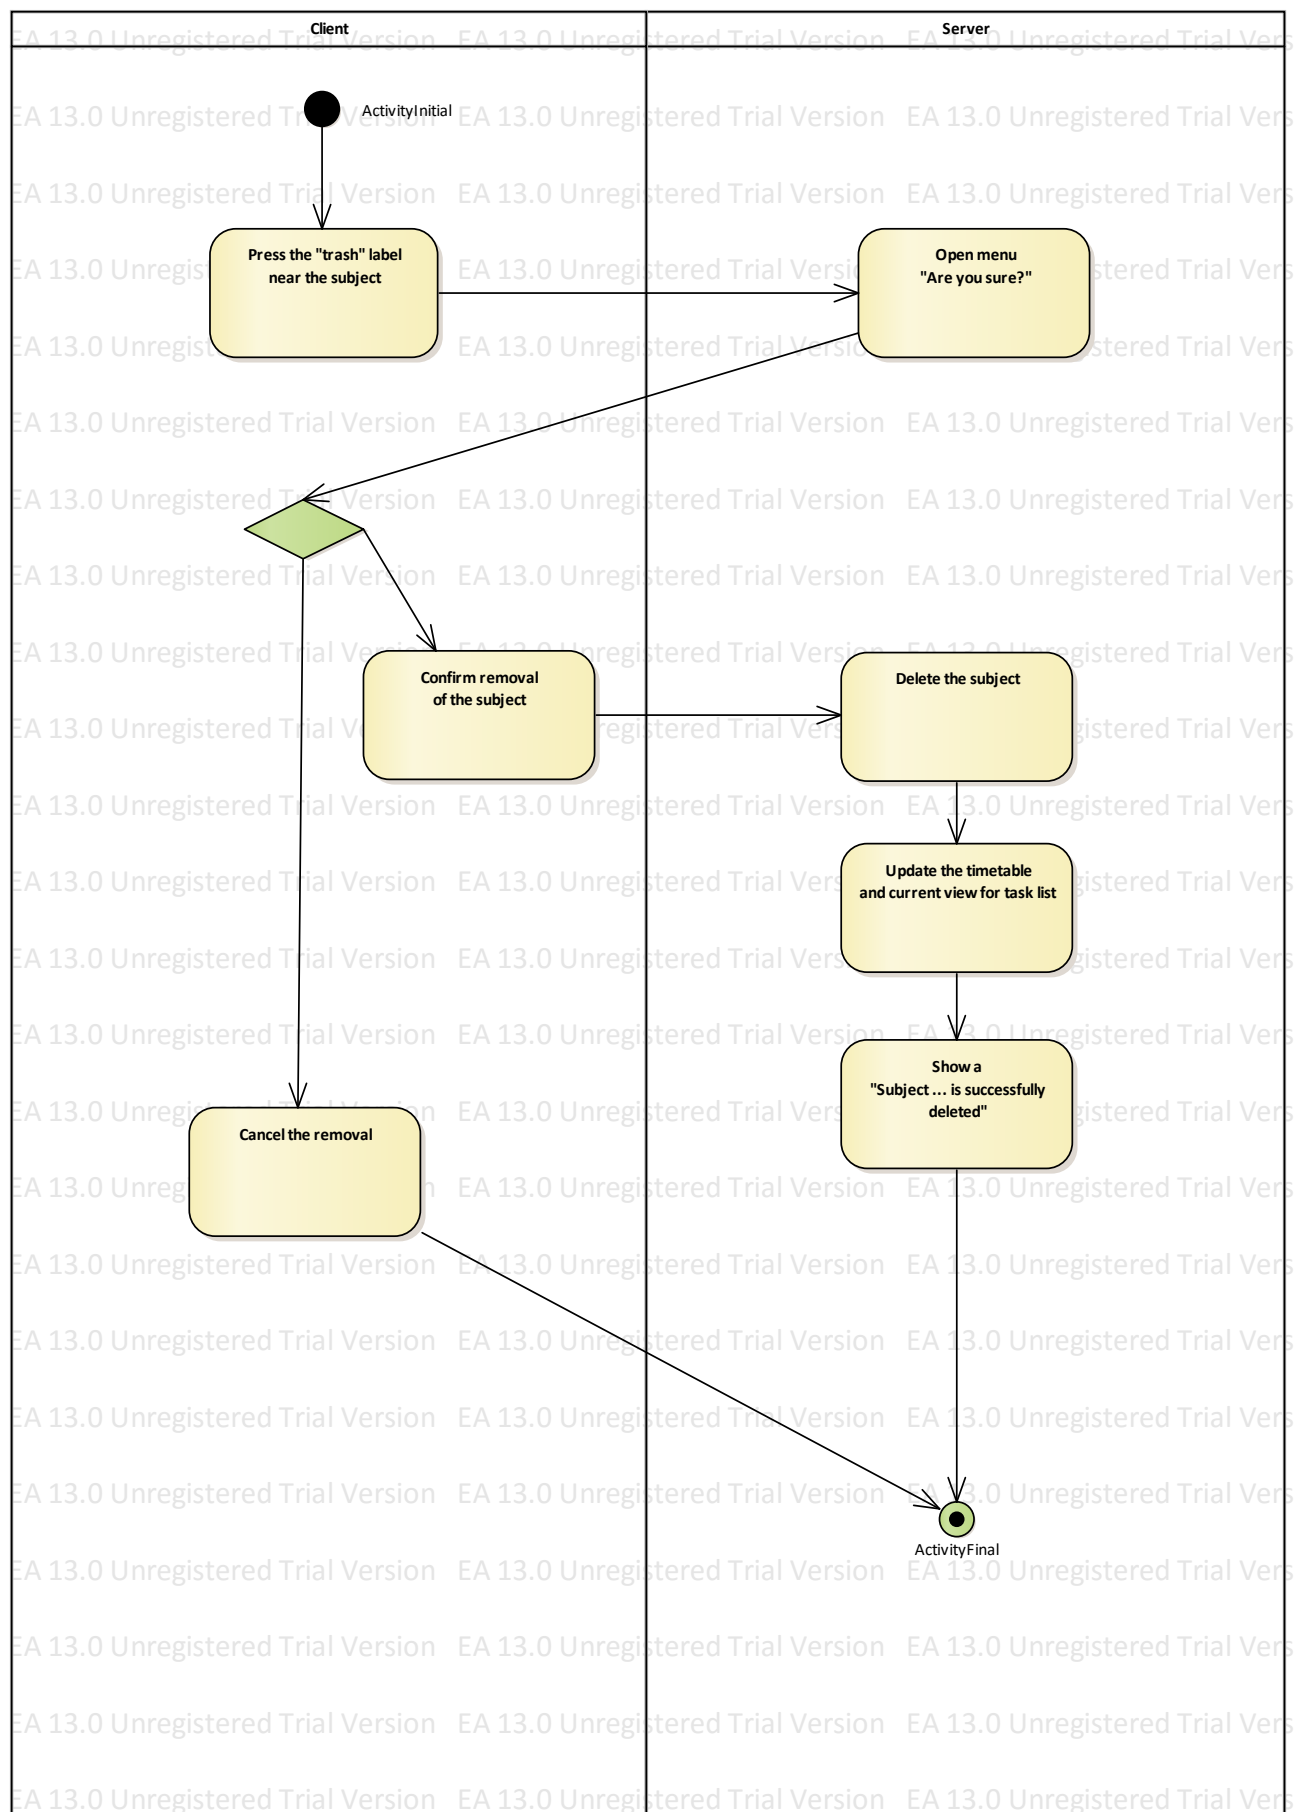 Client
Server
ActivityInitial
Press the "trash" label
near the subject
Open menu
"Are you sure?"
Confirm removal
of the subject
Delete the subject
Update the timetable
and current view for task list
Show a
"Subject ... is successfully
deleted"
Cancel the removal
ActivityFinal
EA 13.0 Unregistered Trial Version